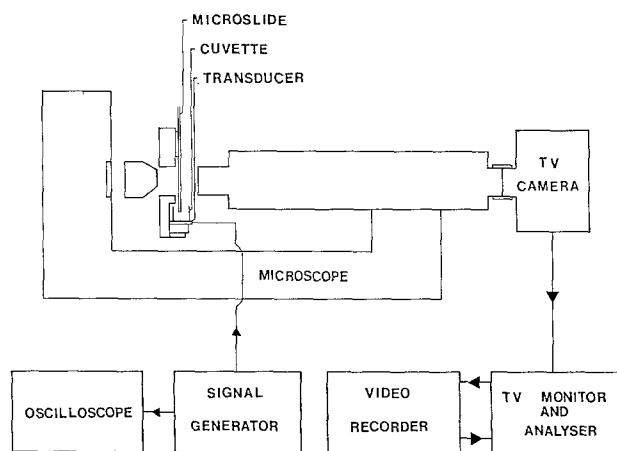 MICROSLIDE
CUVETTE
TRANSDUCER
TV
CAMERA
MICROSCOPE
OSCILLOSCOPE
SIGNAL
GENERATOR
VIDEO
RECORDER
TV MONITOR
AND
ANALYSER